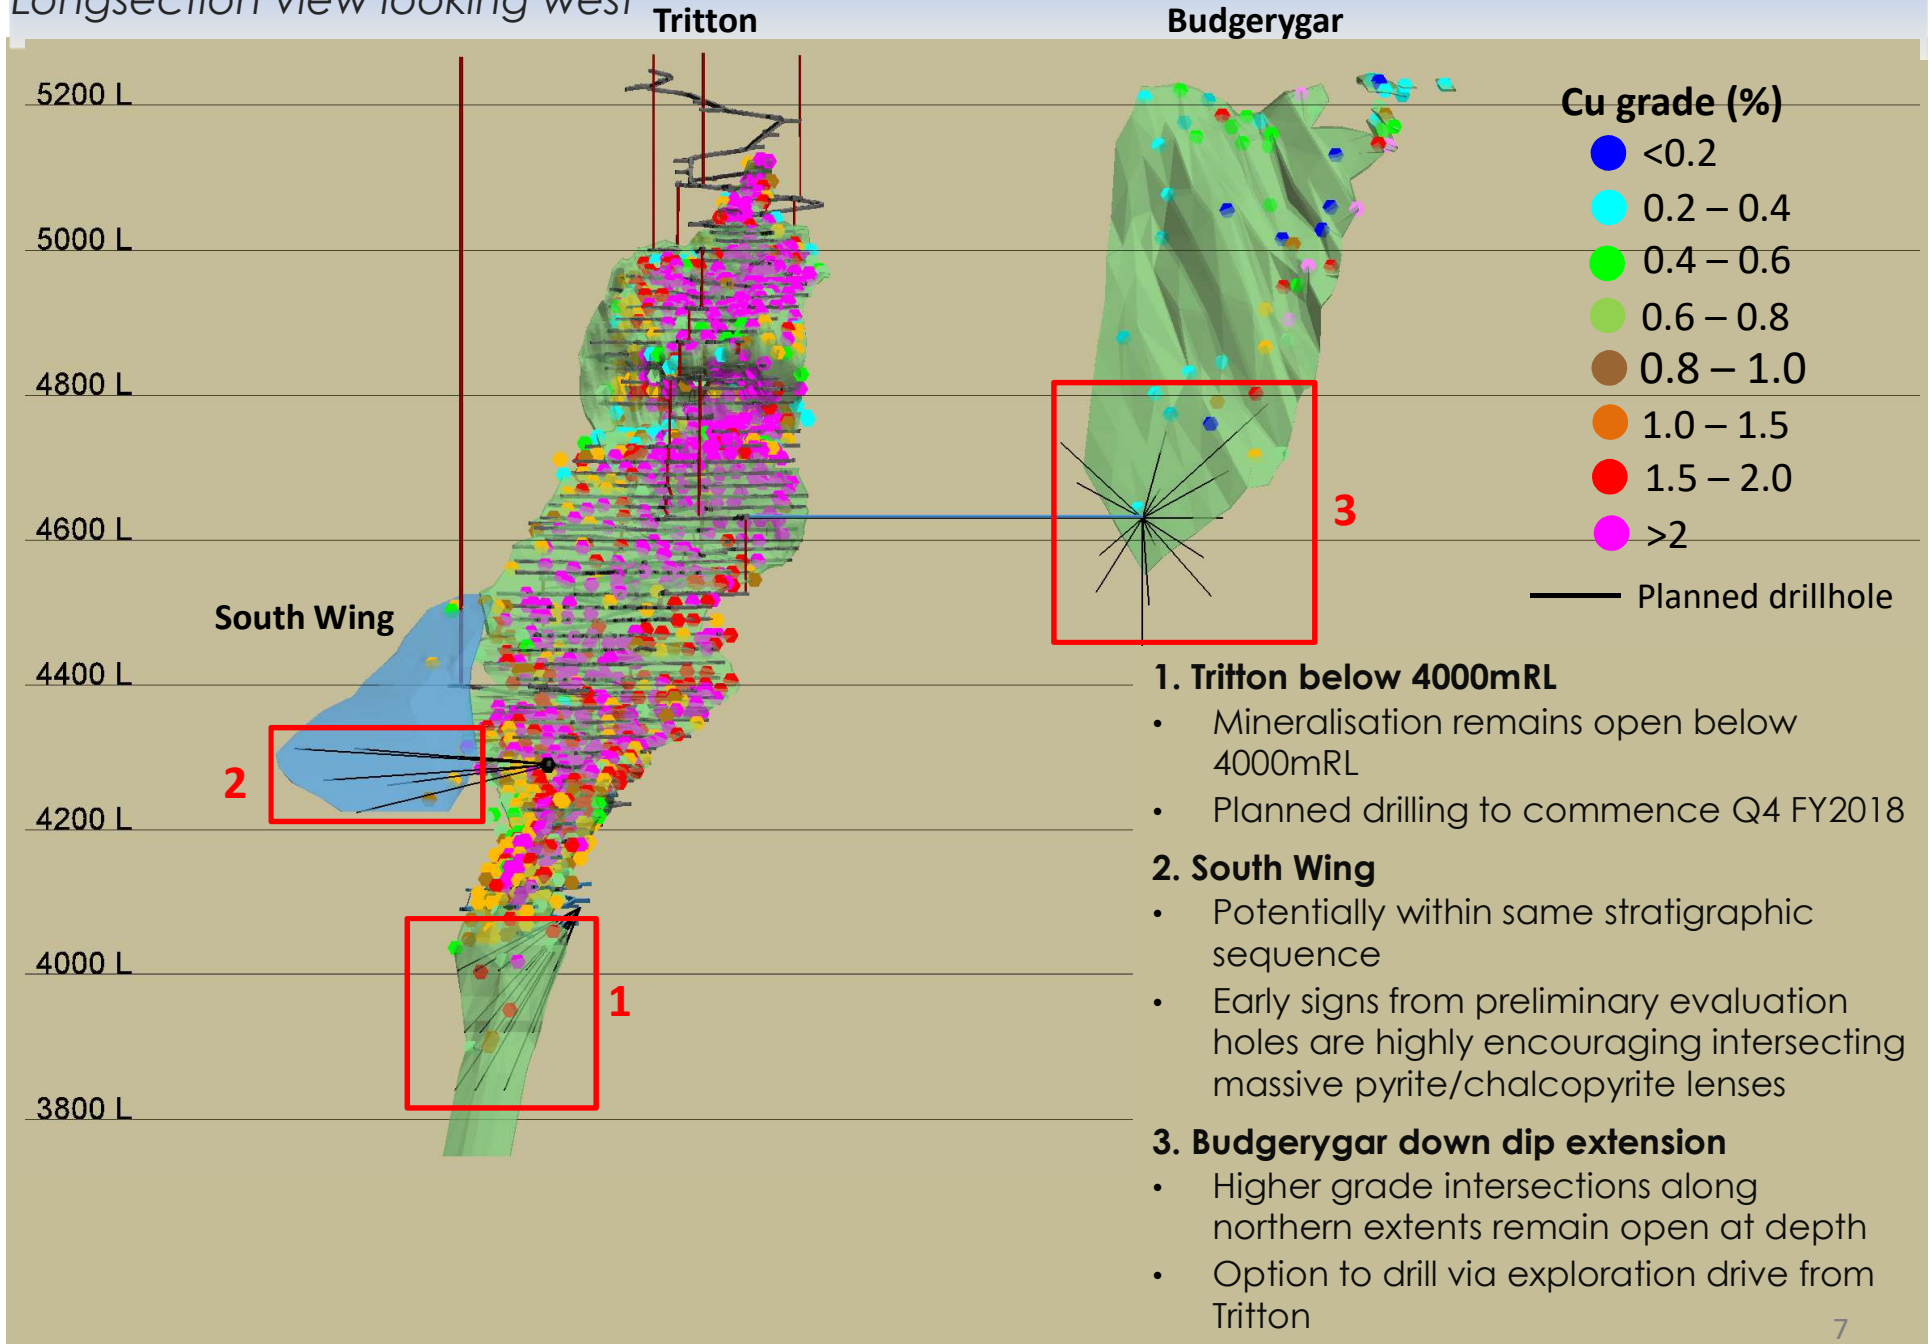 Longsection view looking west
Tritton
Budgerygar
5200 L
5000 L
4800 L
4600 L
4400 L
4200 L
4000 L
3800 L
South Wing
1
2
3
Cu grade (%)
<0.2
0.2 – 0.4
0.4 – 0.6
0.6 – 0.8
0.8 – 1.0
1.0 – 1.5
1.5 – 2.0
>2
Planned drillhole
1. Tritton below 4000mRL
• Mineralisation remains open below
4000mRL
• Planned drilling to commence Q4 FY2018
2. South Wing
• Potentially within same stratigraphic
sequence
• Early signs from preliminary evaluation
holes are highly encouraging intersecting
massive pyrite/chalcopyrite lenses
3. Budgerygar down dip extension
• Higher grade intersections along
northern extents remain open at depth
• Option to drill via exploration drive from
Tritton
7